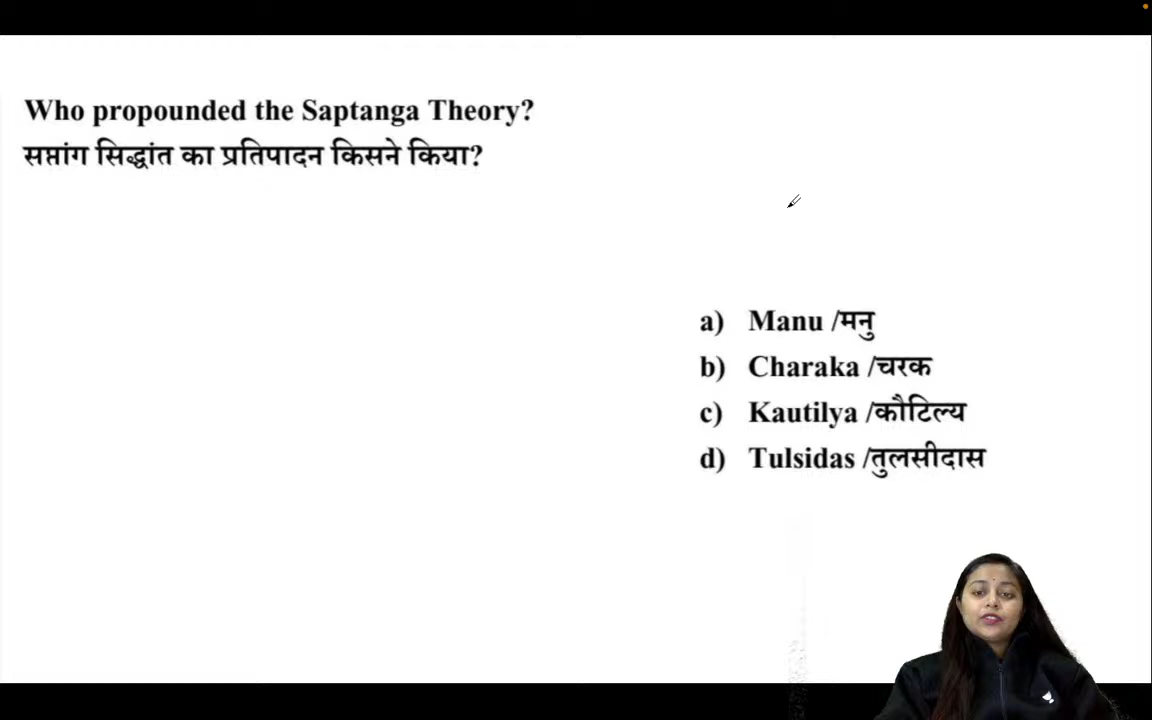 Who propounded the Saptanga Theory?
सप्तांग सिद्धांत का प्रतिपादन किसने किया?
a) Manu /मनु
b) Charaka /चरक
c) Kautilya /कौटिल्य
d) Tulsidas /तुलसीदास